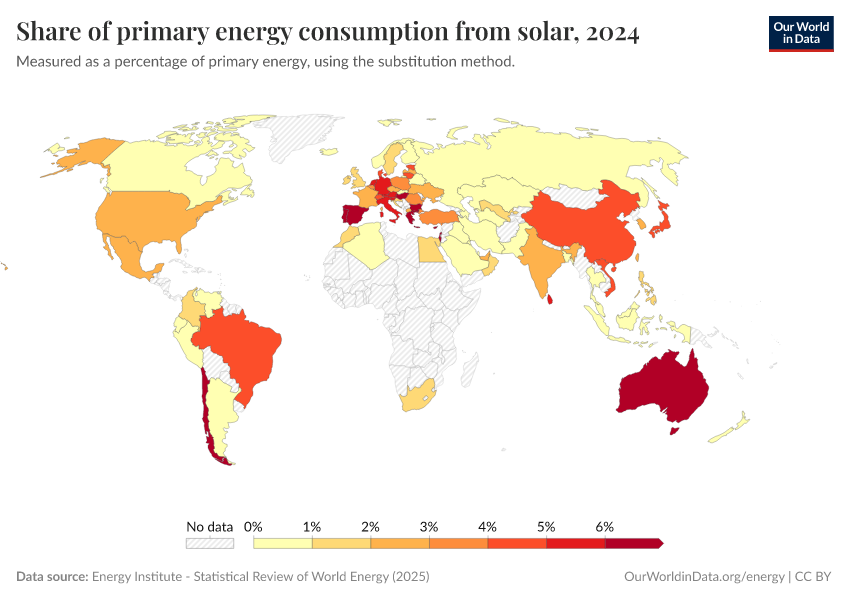 Share of primary energy consumption from solar, 2024
Our World
in Data
Measured as a percentage of primary energy, using the substitution method.
No data 0% 1% 2% 3% 4% 5% 6%
Data source: Energy Institute - Statistical Review of World Energy (2025)
OurWorldinData.org/energy | CC BY